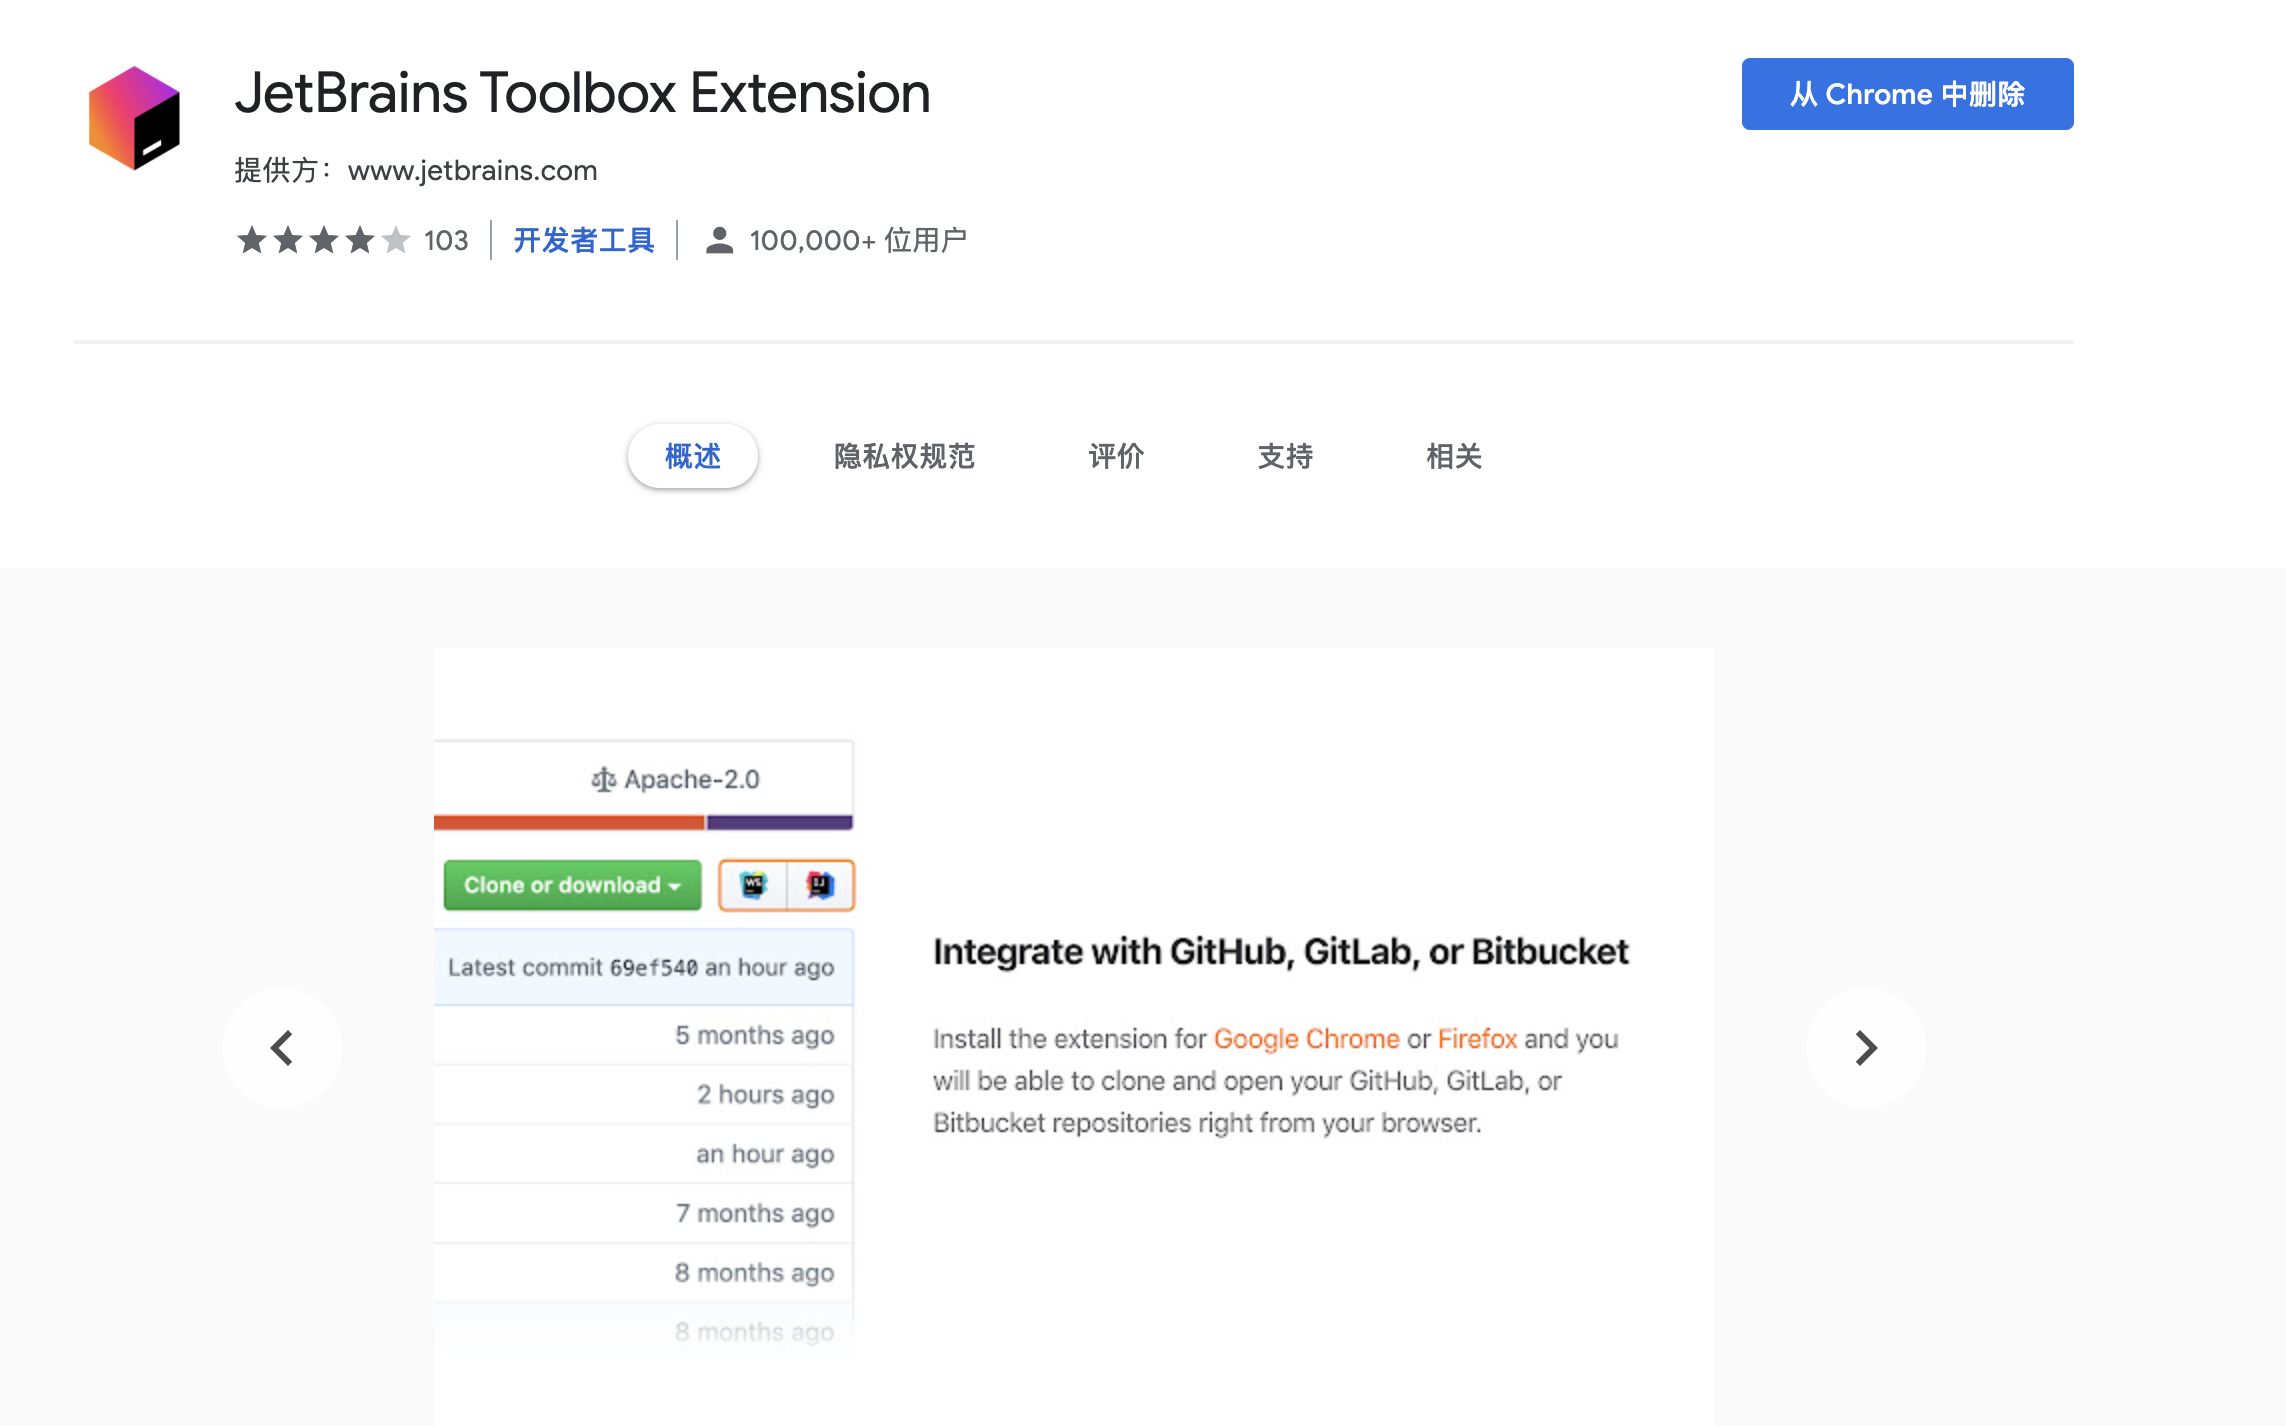 JetBrains Toolbox Extension
从 Chrome 中删除
提供方： www.jetbrains.com
103
开发者工具
100,000+ 位用户
概述
隐私权规范
评价
支持
相关
Apache-2.0
Clone or download
WS
IJ
Latest commit 69ef540 an hour ago
5 months ago
2 hours ago
an hour ago
7 months ago
8 months ago
8 months ago
Integrate with GitHub, GitLab, or Bitbucket
Install the extension for Google Chrome or Firefox and you
will be able to clone and open your GitHub, GitLab, or
Bitbucket repositories right from your browser.